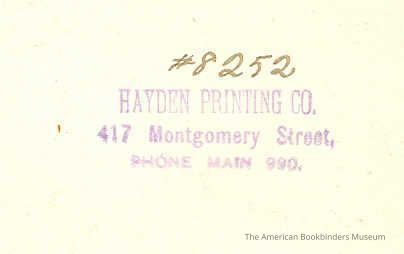 #8252
HAYDEN PRINTING CO.
417 Montgomery Street,
PHONE MAIN 990.
The American Bookbinders Museum